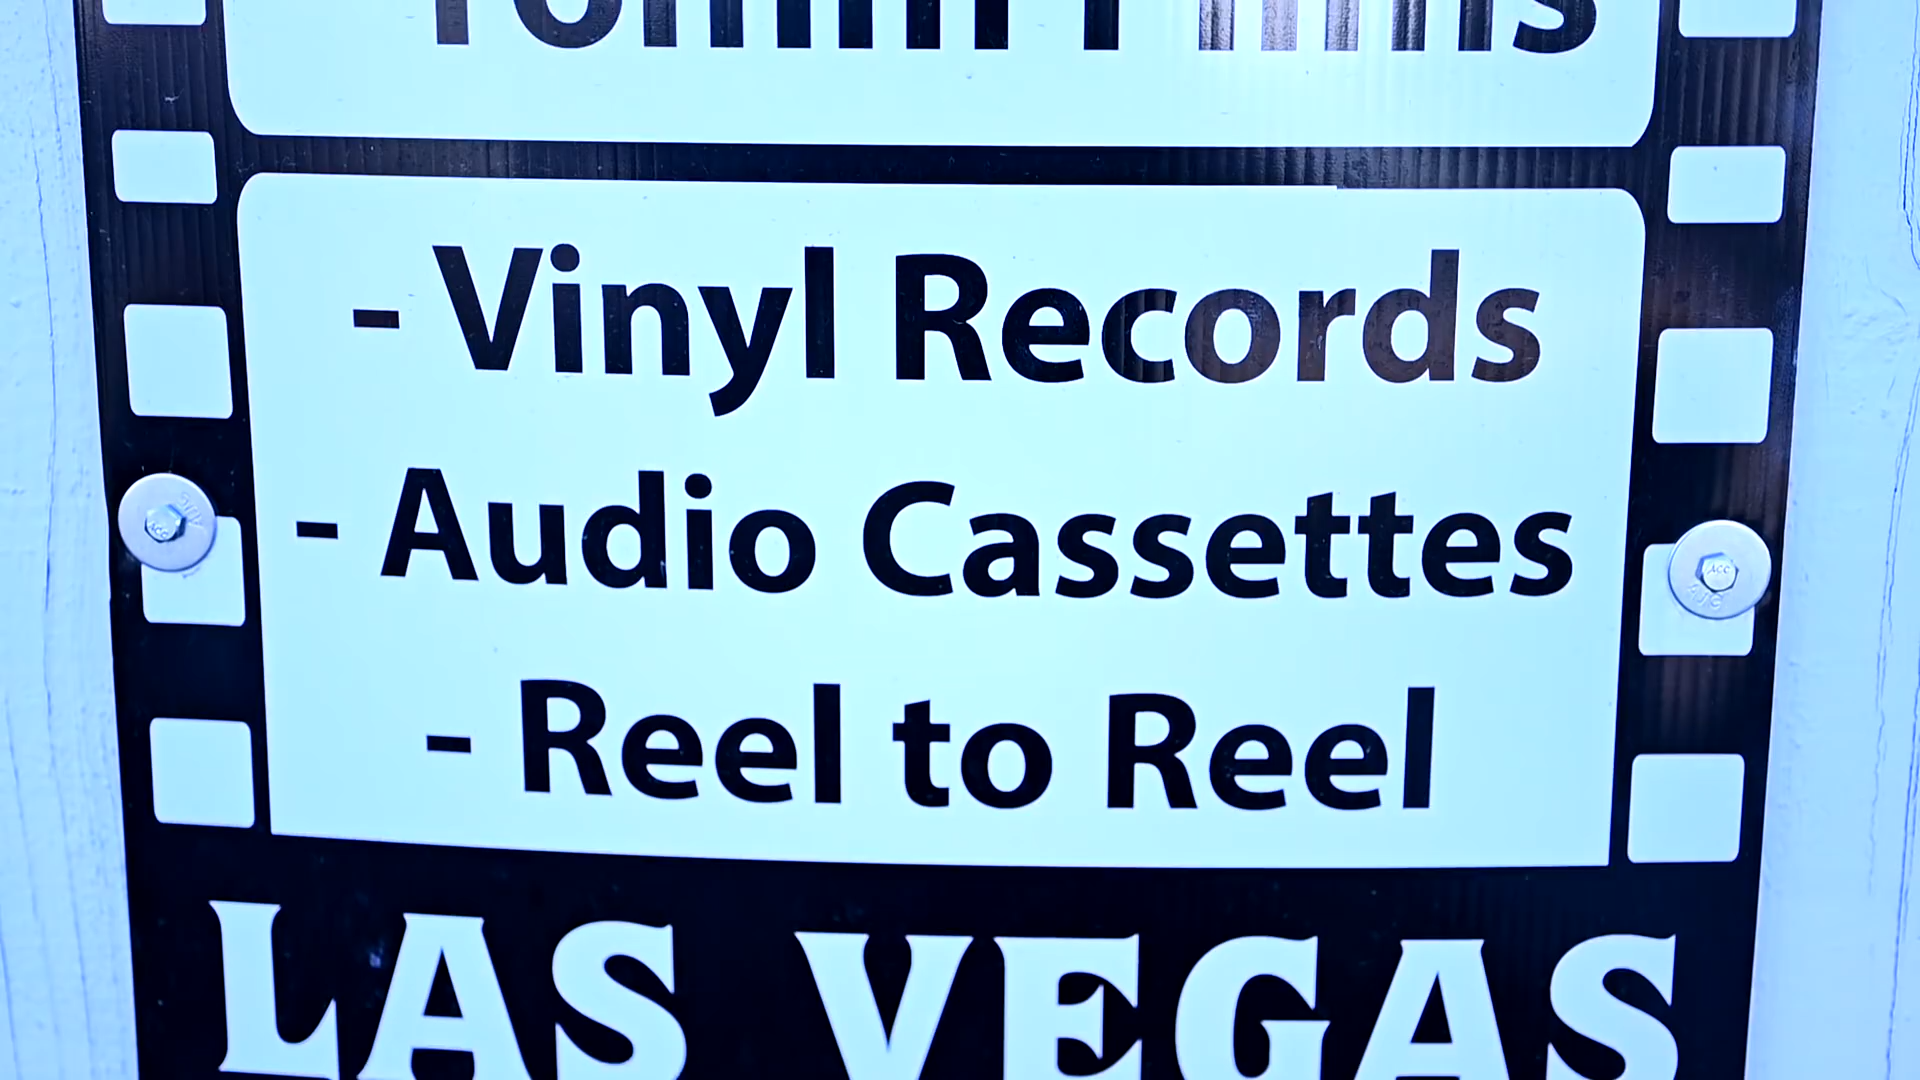 - Vinyl Records
- Audio Cassettes
- Reel to Reel
LAS VEGAS